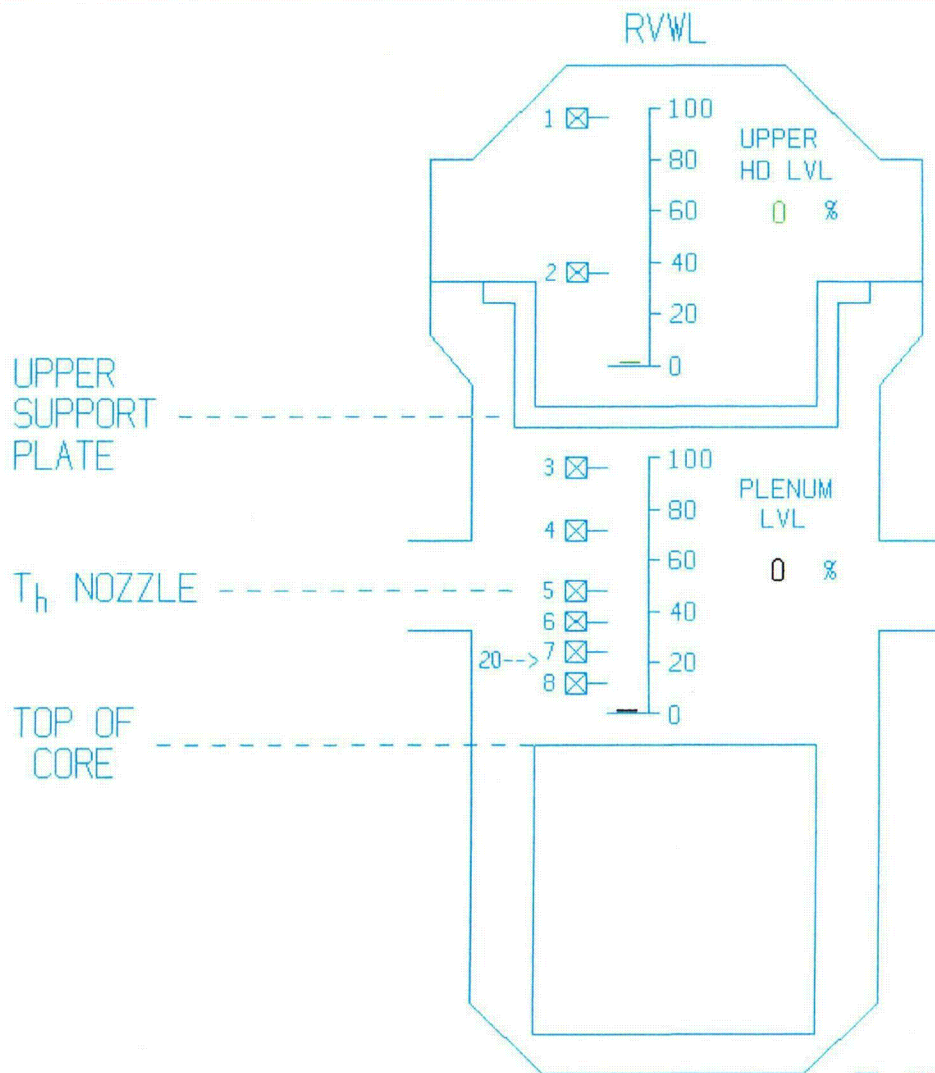 RVWL
1
100
UPPER
HD LVL
0 %
80
60
2
40
20
0
UPPER
SUPPORT
PLATE
3
100
PLENUM
LVL
0 %
80
4
60
Th NOZZLE
5
40
6
20-->
7
20
8
0
TOP OF
CORE